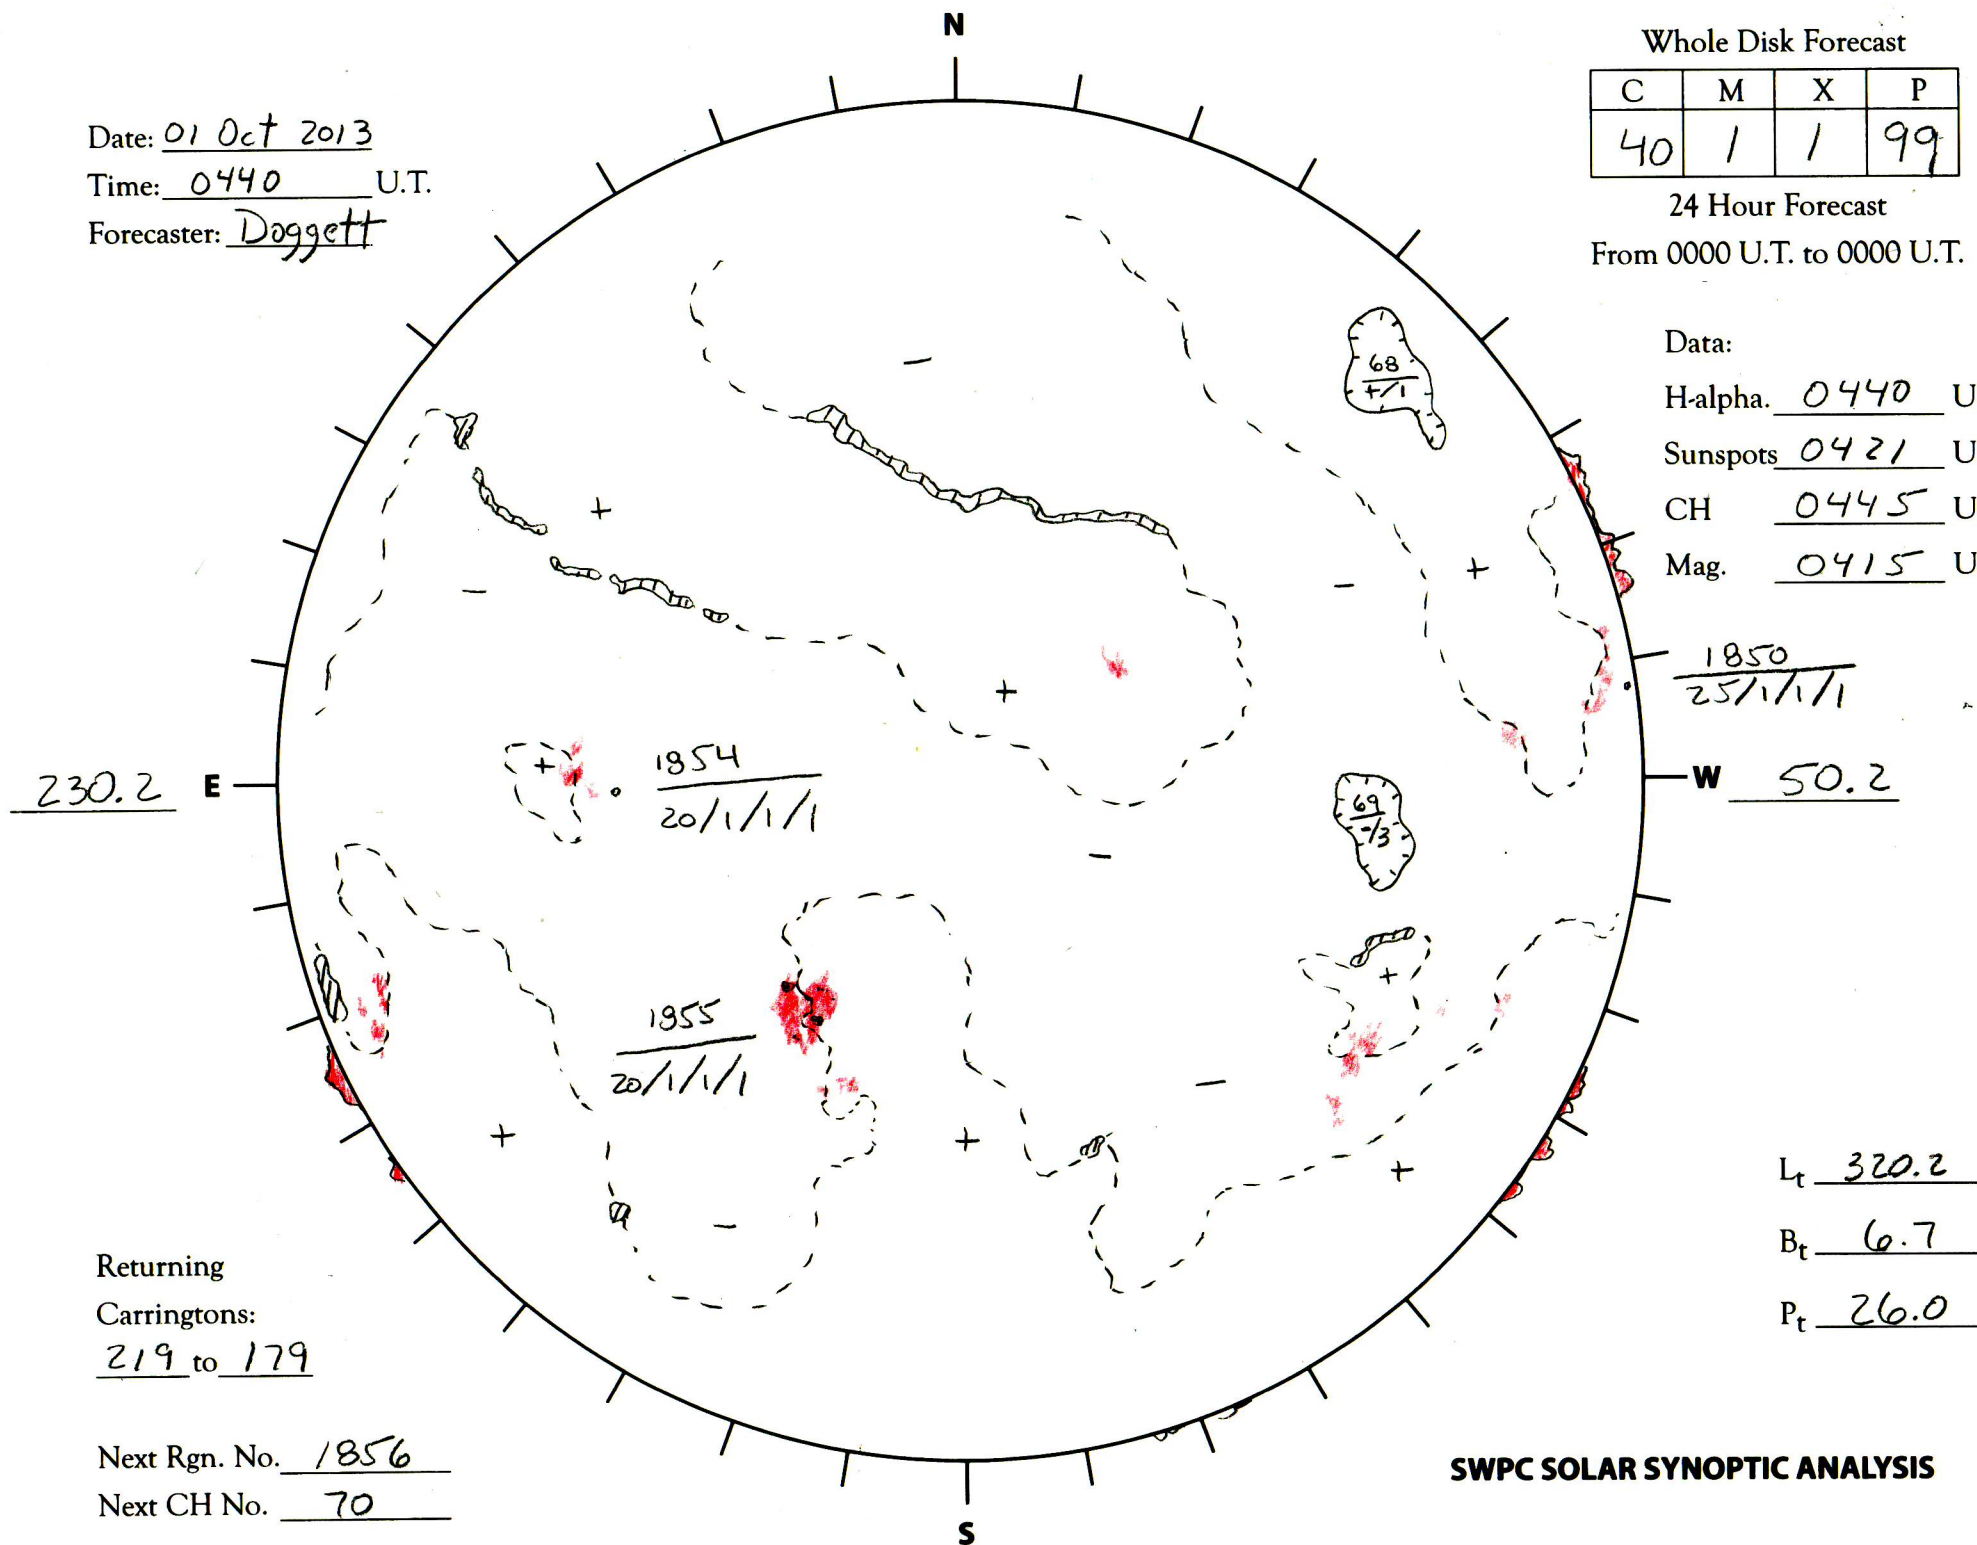 N
Whole Disk Forecast
C M X P
40 1 1 99
24 Hour Forecast
From 0000 U.T. to 0000 U.T.
Date: 01 Oct 2013
Time: 0440 U.T.
Forecaster: Doggett
Data:
H-alpha. 0440 U
Sunspots 0421 U
CH 0445 U
Mag. 0415 U
68
+/1
−
+
−
−
+
+
1850
25/1/1/1
1854
20/1/1/1
+
230.2 E
W 50.2
69
-/3
−
+
1955
20/1/1/1
−
+
+
+
−
Lt 320.2
Bt 6.7
Pt 26.0
Returning
Carringtons:
219 to 179
Next Rgn. No. 1856
Next CH No. 70
SWPC SOLAR SYNOPTIC ANALYSIS
S